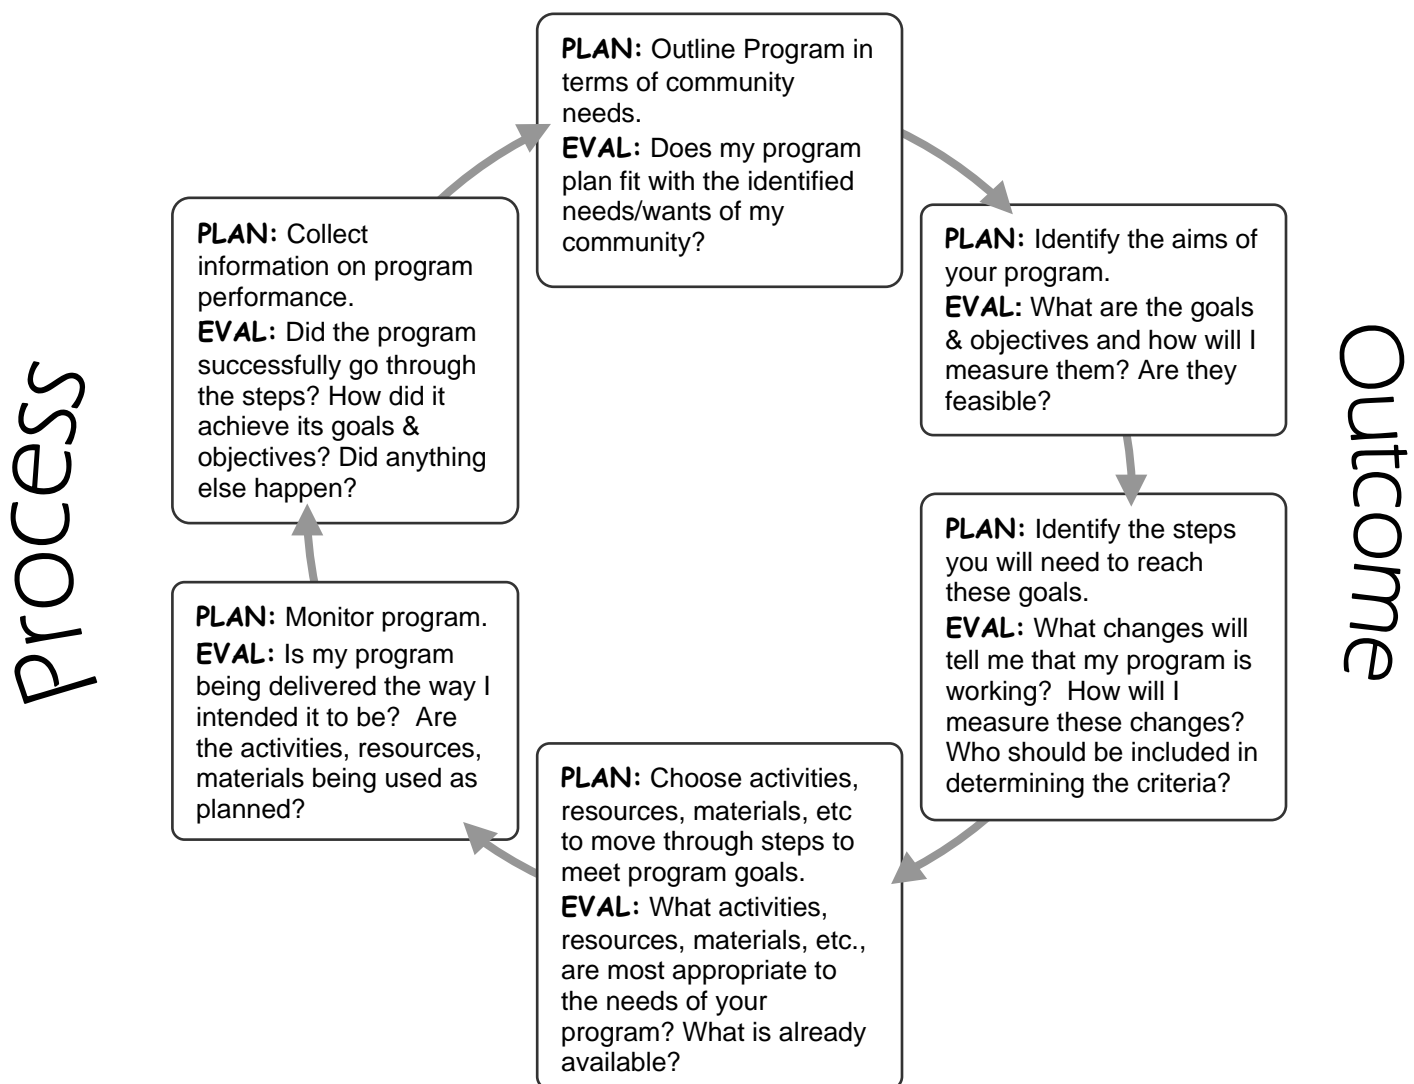 PLAN: Outline Program in
terms of community
needs.
EVAL: Does my program
plan fit with the identified
needs/wants of my
community?
PLAN: Identify the aims of
your program.
EVAL: What are the goals
& objectives and how will I
measure them? Are they
feasible?
PLAN: Identify the steps
you will need to reach
these goals.
EVAL: What changes will
tell me that my program is
working?  How will I
measure these changes?
Who should be included in
determining the criteria?
PLAN: Choose activities,
resources, materials, etc
to move through steps to
meet program goals.
EVAL: What activities,
resources, materials, etc.,
are most appropriate to
the needs of your
program? What is already
available?
PLAN: Monitor program.
EVAL: Is my program
being delivered the way I
intended it to be?  Are
the activities, resources,
materials being used as
planned?
PLAN: Collect
information on program
performance.
EVAL: Did the program
successfully go through
the steps? How did it
achieve its goals &
objectives? Did anything
else happen?
Process
Outcome